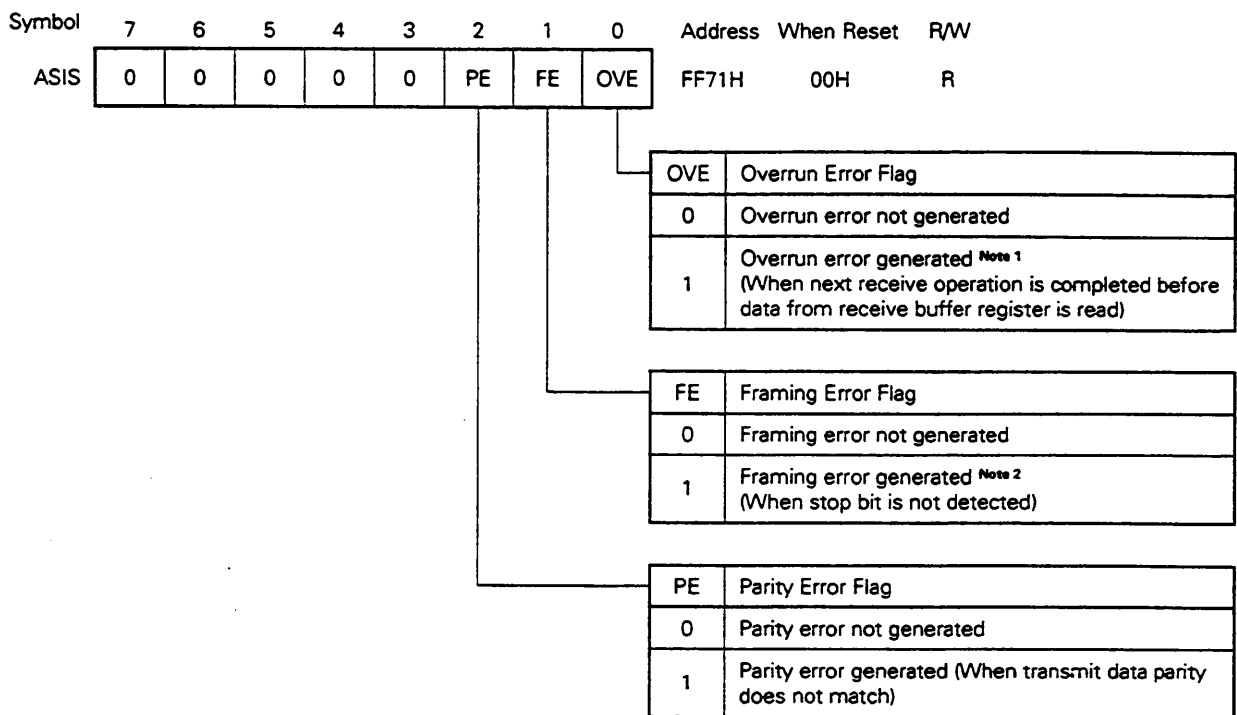 Symbol 7 6 5 4 3 2 1 0 Address When Reset R/W
ASIS 0 0 0 0 0 PE FE OVE FF71H 00H R
OVE Overrun Error Flag
0 Overrun error not generated
1 Overrun error generated Note 1
(When next receive operation is completed before
data from receive buffer register is read)
FE Framing Error Flag
0 Framing error not generated
1 Framing error generated Note 2
(When stop bit is not detected)
PE Parity Error Flag
0 Parity error not generated
1 Parity error generated (When transmit data parity
does not match)